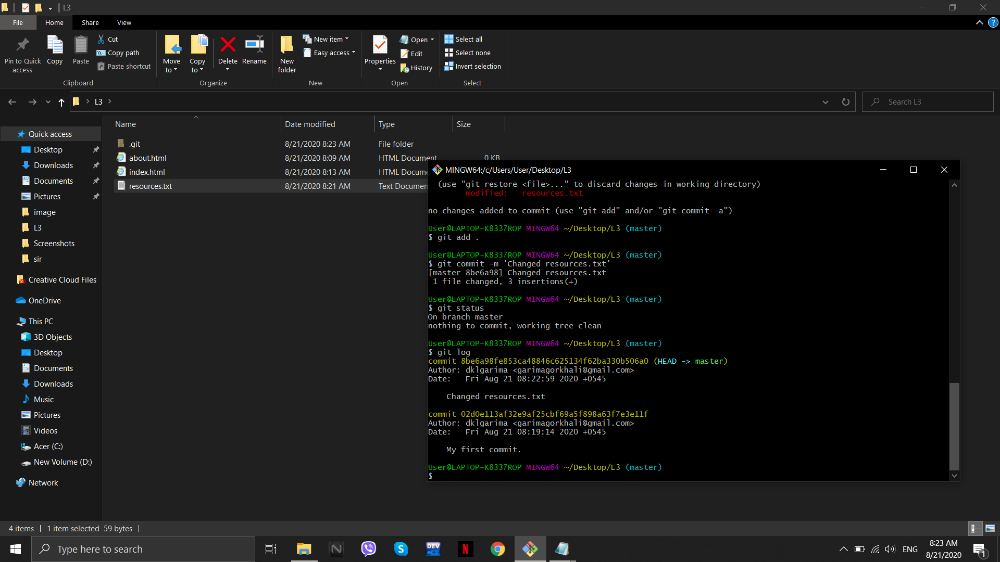 L3
File Home Share View
Pin to Quick access
Copy
Paste
Cut
Copy path
Paste shortcut
Clipboard
Move to
Copy to
Delete
Rename
Organize
New folder
New item
Easy access
New
Properties
Open
Edit
History
Open
Select all
Select none
Invert selection
Select
L3
Search L3
Name Date modified Type Size
.git 8/21/2020 8:23 AM File folder
about.html 8/21/2020 8:09 AM HTML Document 0 KB
index.html 8/21/2020 8:13 AM HTML Docume
resources.txt 8/21/2020 8:21 AM Text Documen
Quick access
Desktop
Downloads
Documents
Pictures
image
L3
Screenshots
sir
Creative Cloud Files
OneDrive
This PC
3D Objects
Desktop
Documents
Downloads
Music
Pictures
Videos
Acer (C:)
New Volume (D:)
Network
MINGW64:/c/Users/User/Desktop/L3
(use "git restore <file>..." to discard changes in working directory)
modified: resources.txt
no changes added to commit (use "git add" and/or "git commit -a")
User@LAPTOP-K8337ROP MINGW64 ~/Desktop/L3 (master)
$ git add .
User@LAPTOP-K8337ROP MINGW64 ~/Desktop/L3 (master)
$ git commit -m 'Changed resources.txt'
[master 8be6a98] Changed resources.txt
1 file changed, 3 insertions(+)
User@LAPTOP-K8337ROP MINGW64 ~/Desktop/L3 (master)
$ git status
On branch master
nothing to commit, working tree clean
User@LAPTOP-K8337ROP MINGW64 ~/Desktop/L3 (master)
$ git log
commit 8be6a98fe853ca48846c625134f62ba330b506a0 (HEAD -> master)
Author: dklgarima <garimagorkhali@gmail.com>
Date: Fri Aug 21 08:22:59 2020 +0545
Changed resources.txt
commit 02d0e113af32e9af25cbf69a5f898a63f7e3e11f
Author: dklgarima <garimagorkhali@gmail.com>
Date: Fri Aug 21 08:19:14 2020 +0545
My first commit.
User@LAPTOP-K8337ROP MINGW64 ~/Desktop/L3 (master)
$
4 items 1 item selected 59 bytes
Type here to search
N
S
DEV C++
N
ENG
8:23 AM
8/21/2020
1